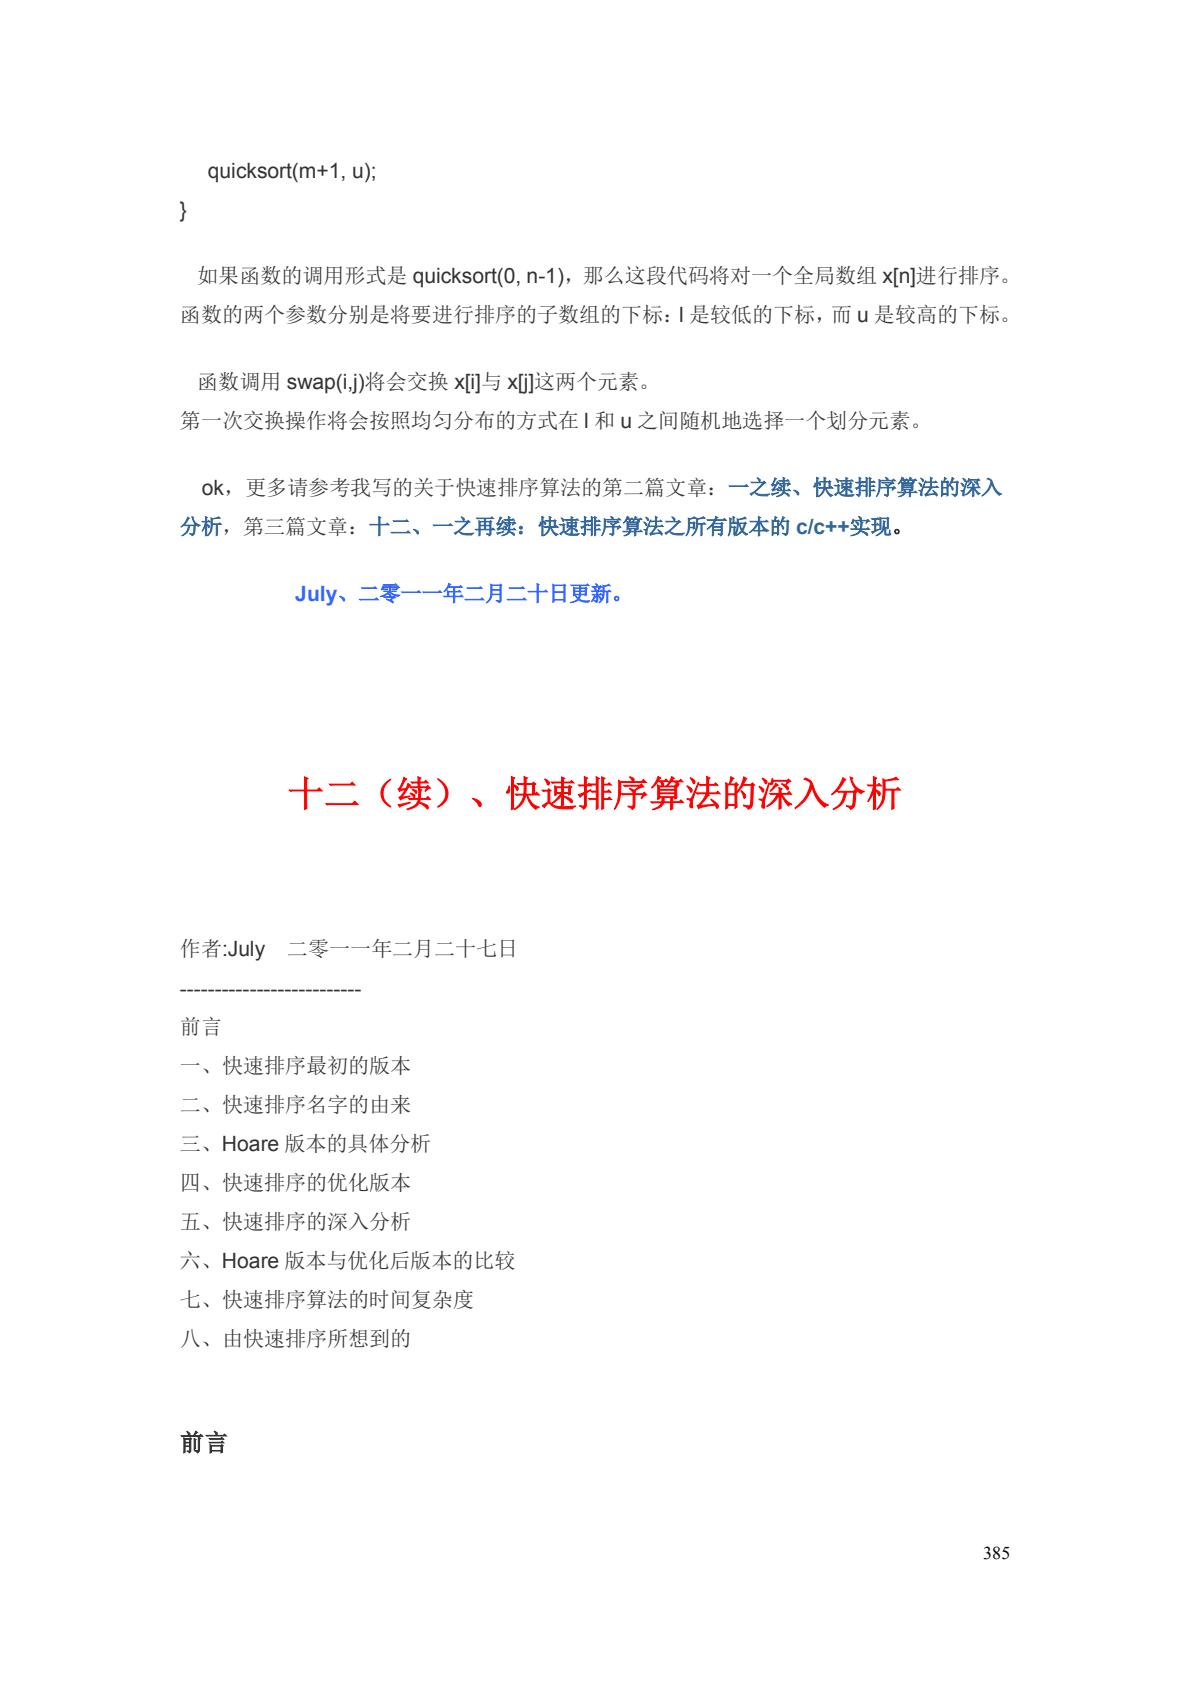 quicksort(m+1, u);
}
如果函数的调用形式是 quicksort(0, n-1)，那么这段代码将对一个全局数组 x[n]进行排序。
函数的两个参数分别是将要进行排序的子数组的下标：l 是较低的下标，而 u 是较高的下标。
函数调用 swap(i,j)将会交换 x[i]与 x[j]这两个元素。
第一次交换操作将会按照均匀分布的方式在 l 和 u 之间随机地选择一个划分元素。
ok，更多请参考我写的关于快速排序算法的第二篇文章：一之续、快速排序算法的深入
分析，第三篇文章：十二、一之再续：快速排序算法之所有版本的 c/c++实现。
July、二零一一年二月二十日更新。
十二（续）、快速排序算法的深入分析
作者:July 二零一一年二月二十七日
--------------------------
前言
一、快速排序最初的版本
二、快速排序名字的由来
三、Hoare 版本的具体分析
四、快速排序的优化版本
五、快速排序的深入分析
六、Hoare 版本与优化后版本的比较
七、快速排序算法的时间复杂度
八、由快速排序所想到的
前言
385